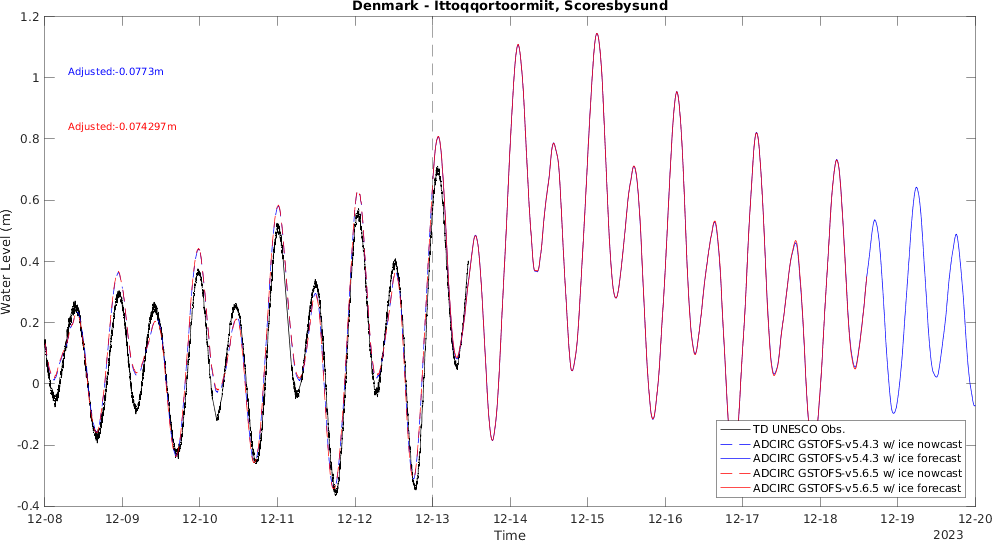 Denmark - Ittoqqortoormiit, Scoresbysund
1.2
1
0.8
0.6
0.4
0.2
0
-0.2
-0.4
Water Level (m)
Adjusted:-0.0773m
Adjusted:-0.074297m
TD UNESCO Obs.
ADCIRC GSTOFS-v5.4.3 w/ ice nowcast
ADCIRC GSTOFS-v5.4.3 w/ ice forecast
ADCIRC GSTOFS-v5.6.5 w/ ice nowcast
ADCIRC GSTOFS-v5.6.5 w/ ice forecast
12-08 12-09 12-10 12-11 12-12 12-13 12-14 12-15 12-16 12-17 12-18 12-19 12-20
Time
2023